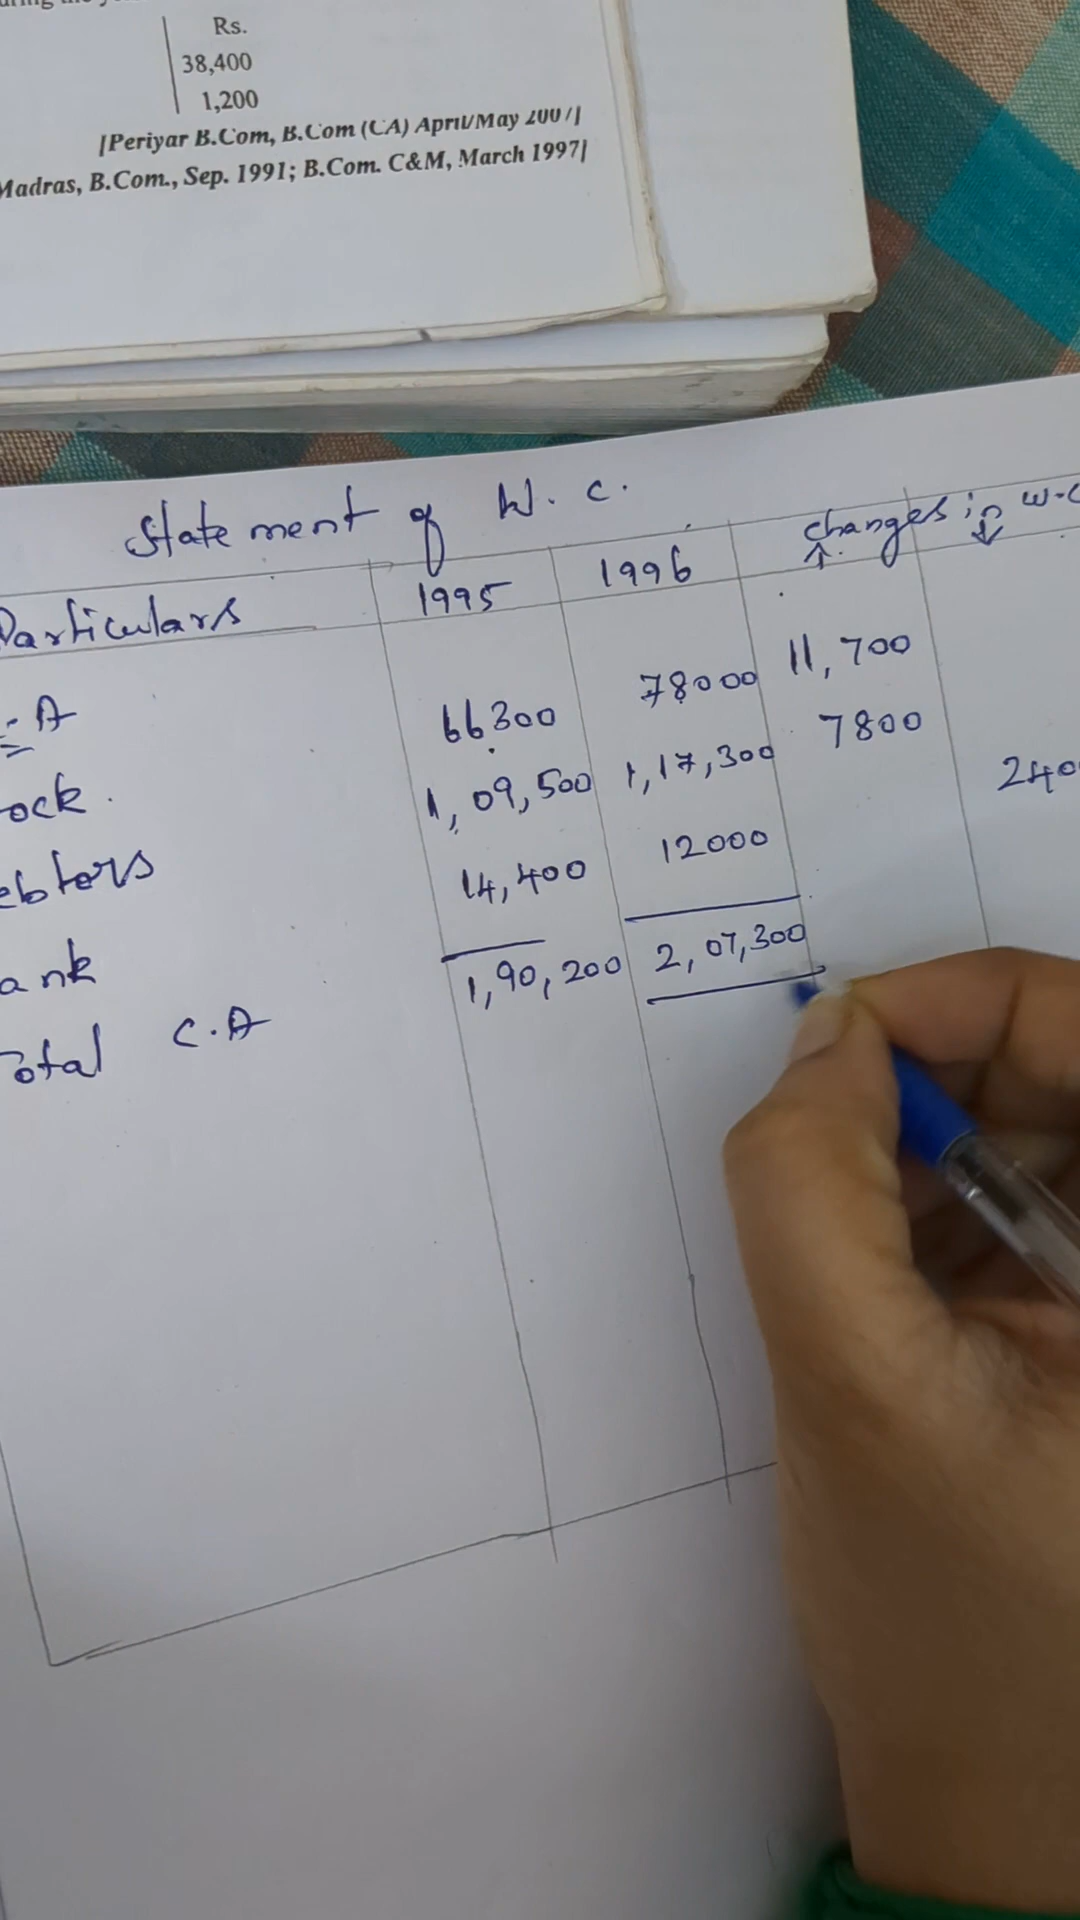 Rs.
38,400
1,200
[Periyar B.Com, B.Com (CA) April/May 2007]
Madras, B.Com., Sep. 1991; B.Com. C&M, March 1997]
Statement of W. C.
Particulars 1995 1996 changes in W.C
↑ ↓
C.A
ock. 66300 78000 11,700
ebtors 1,09,500 1,17,300 7800
ank 14,400 12000 240
Total C.A 1,90,200 2,07,300